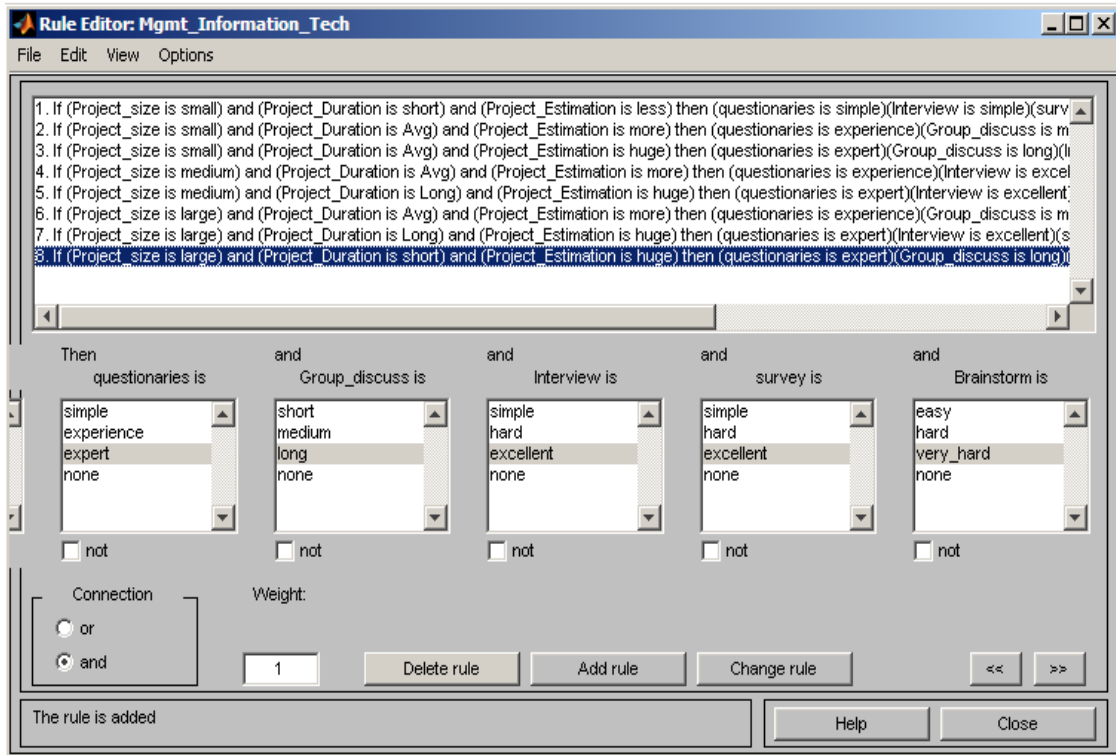 Rule Editor: Mgmt_Information_Tech
File Edit View Options
1. If (Project_size is small) and (Project_Duration is short) and (Project_Estimation is less) then (questionaries is simple)(Interview is simple)(surv
2. If (Project_size is small) and (Project_Duration is Avg) and (Project_Estimation is more) then (questionaries is experience)(Group_discuss is m
3. If (Project_size is small) and (Project_Duration is Avg) and (Project_Estimation is huge) then (questionaries is expert)(Group_discuss is long)(I
4. If (Project_size is medium) and (Project_Duration is Avg) and (Project_Estimation is more) then (questionaries is experience)(Interview is excel
5. If (Project_size is medium) and (Project_Duration is Long) and (Project_Estimation is huge) then (questionaries is expert)(Interview is excellent)
6. If (Project_size is large) and (Project_Duration is Avg) and (Project_Estimation is more) then (questionaries is experience)(Group_discuss is m
7. If (Project_size is large) and (Project_Duration is Long) and (Project_Estimation is huge) then (questionaries is expert)(Interview is excellent)(s
8. If (Project_size is large) and (Project_Duration is short) and (Project_Estimation is huge) then (questionaries is expert)(Group_discuss is long)(
Then and and and and
questionaries is Group_discuss is Interview is survey is Brainstorm is
simple short simple simple easy
experience medium hard hard hard
expert long excellent excellent very_hard
none none none none none
not not not not not
Connection Weight:
or
and 1 Delete rule Add rule Change rule << >>
The rule is added Help Close